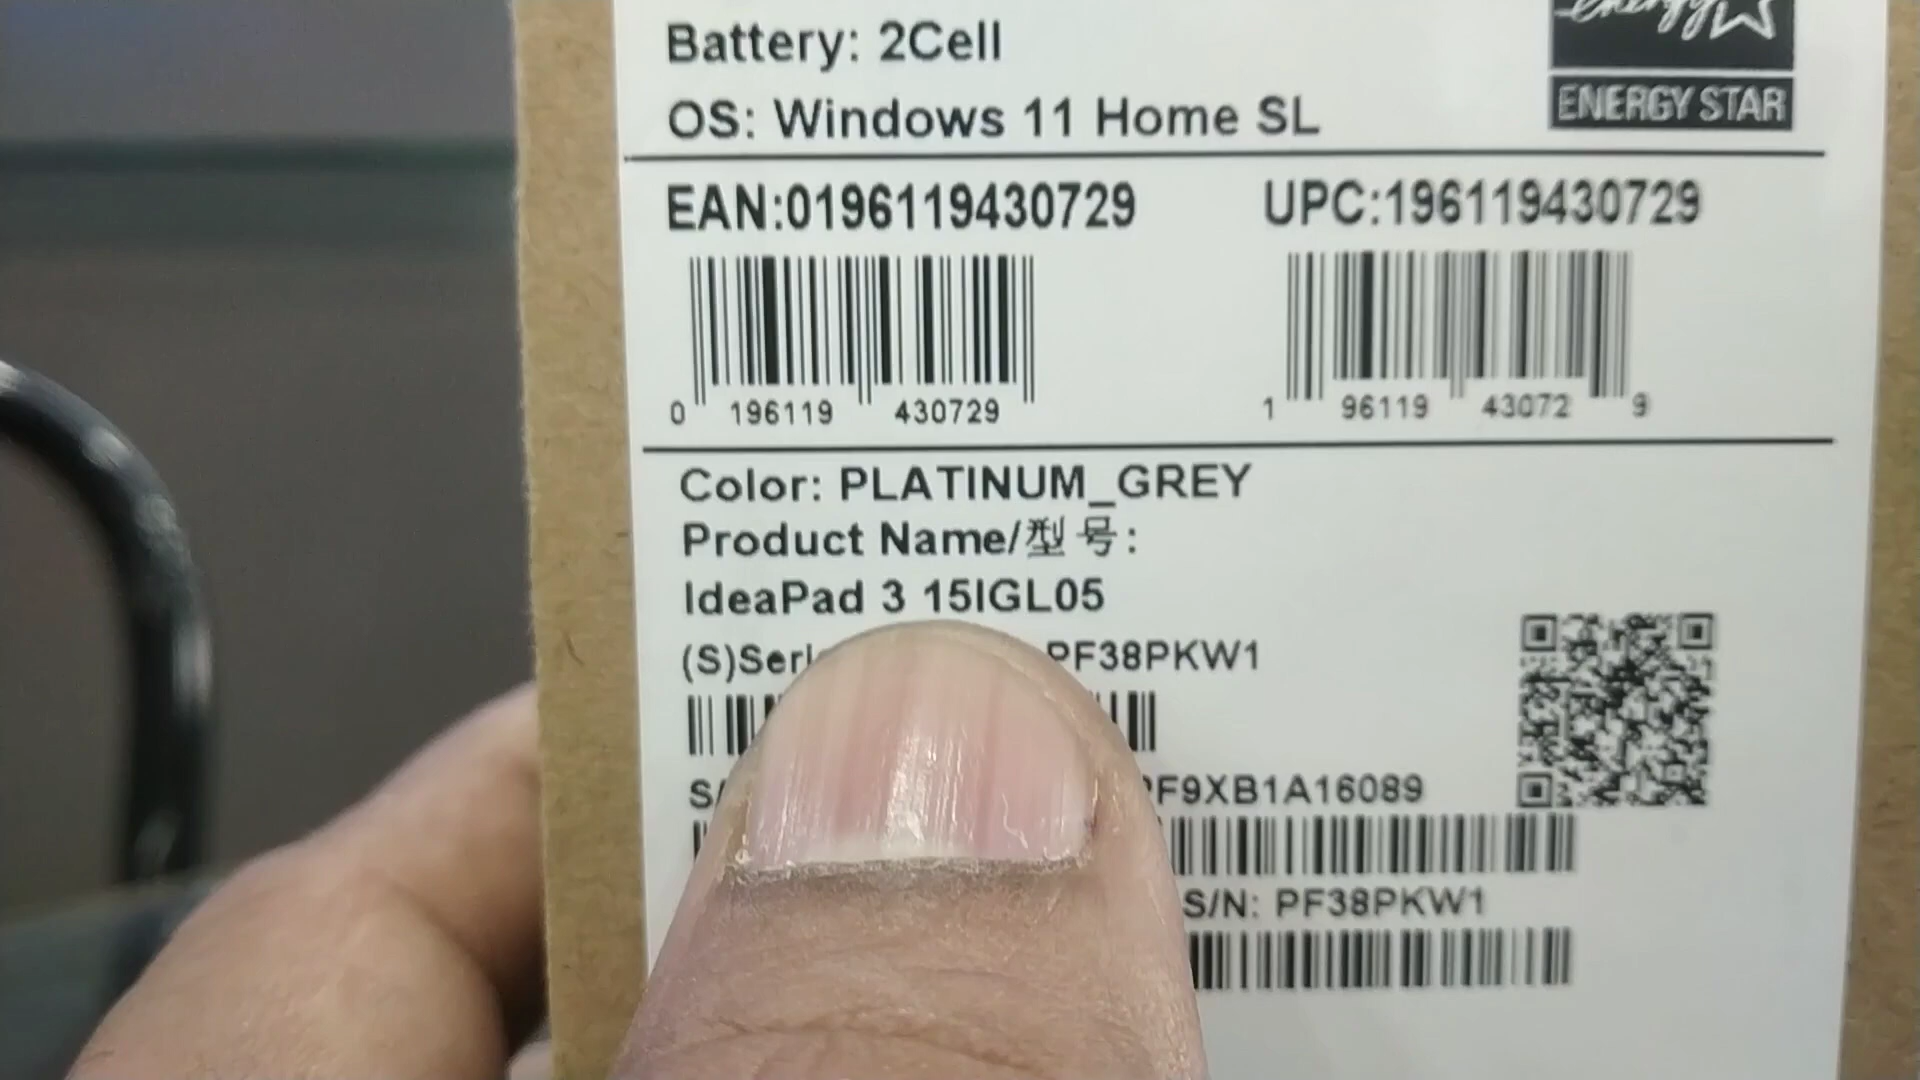 energy
ENERGY STAR
Battery: 2Cell
OS: Windows 11 Home SL
EAN:0196119430729 UPC:196119430729
0 196119 430729 1 96119 43072 9
Color: PLATINUM_GREY
Product Name/型号:
IdeaPad 3 15IGL05
PF38PKW1
S/N: PF38PKW1